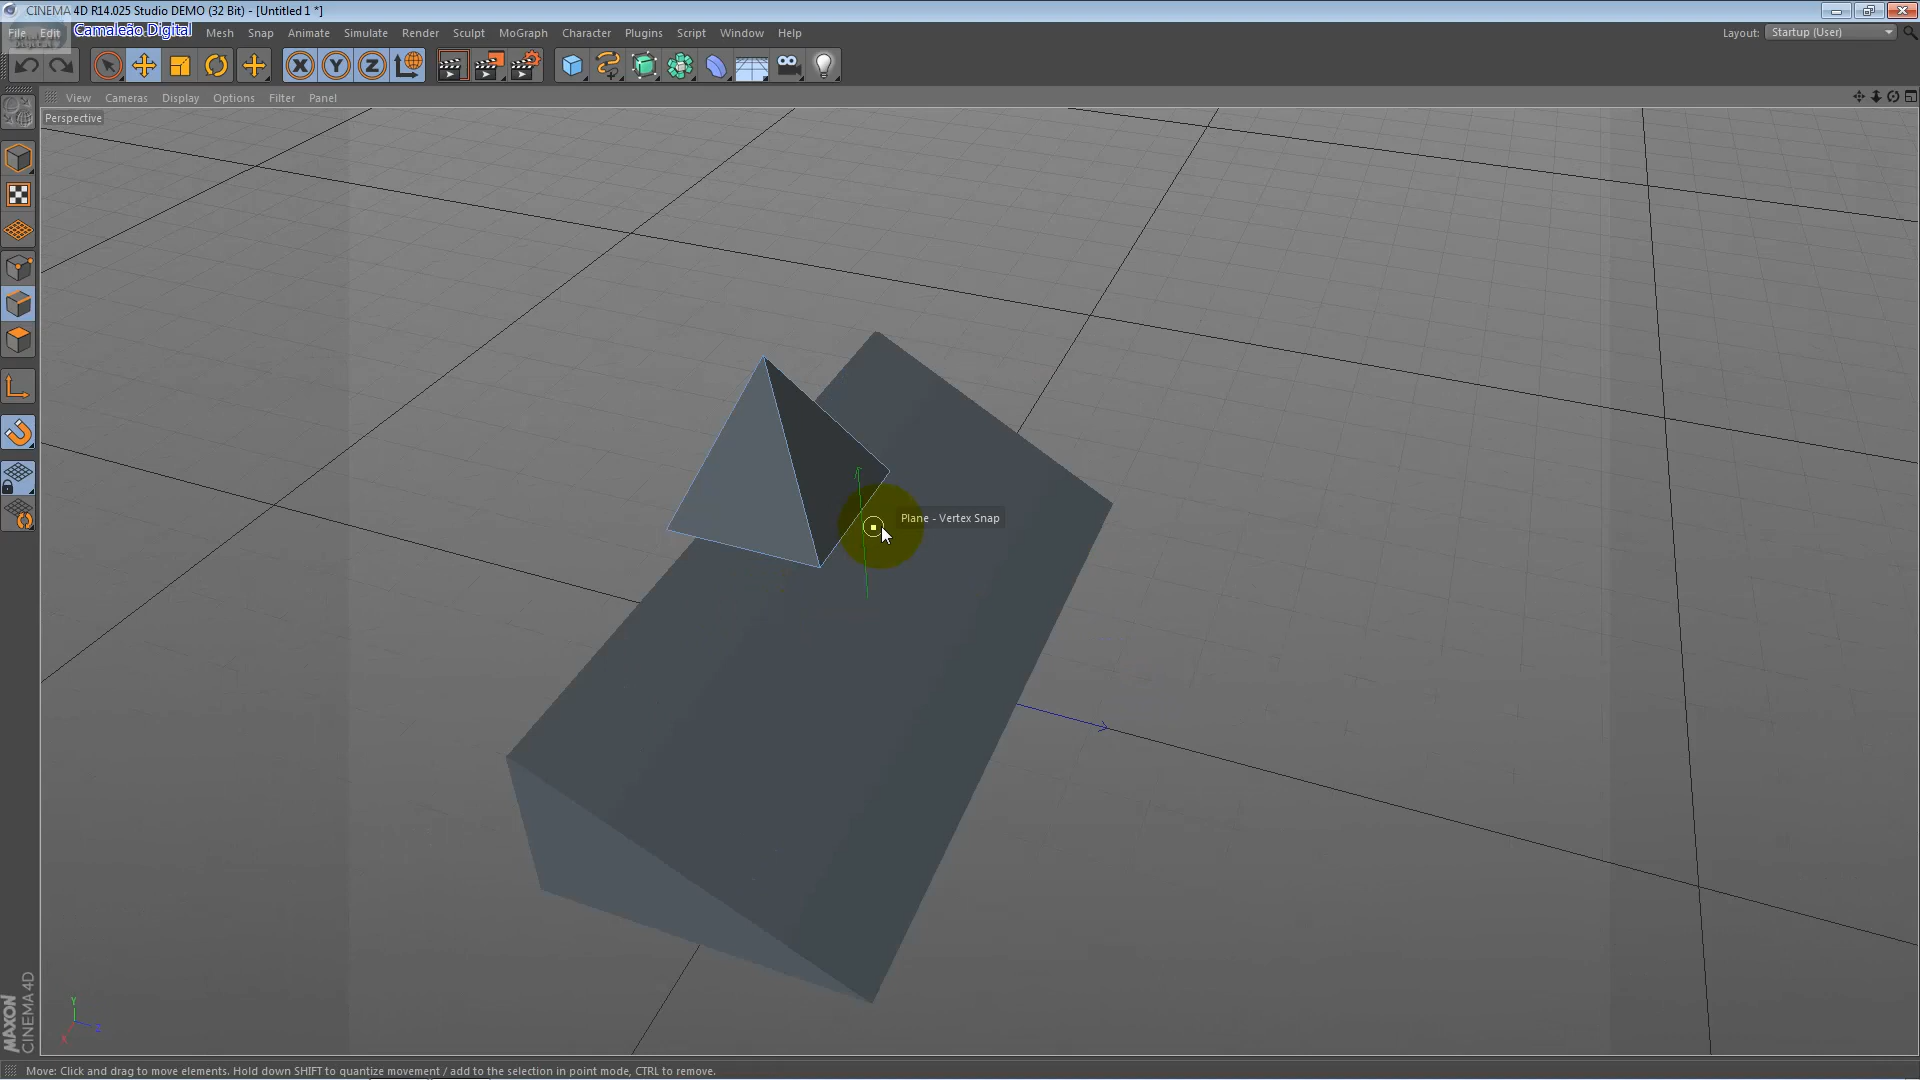 CINEMA 4D R14.025 Studio DEMO (32 Bit) - [Untitled 1 *]
File Edit Camaleão Digital Mesh Snap Animate Simulate Render Sculpt MoGraph Character Plugins Script Window Help Layout: Startup (User)
X Y Z
View Cameras Display Options Filter Panel
Perspective
Plane - Vertex Snap
Y
Z
X
MAXON
CINEMA 4D
Move: Click and drag to move elements. Hold down SHIFT to quantize movement / add to the selection in point mode, CTRL to remove.